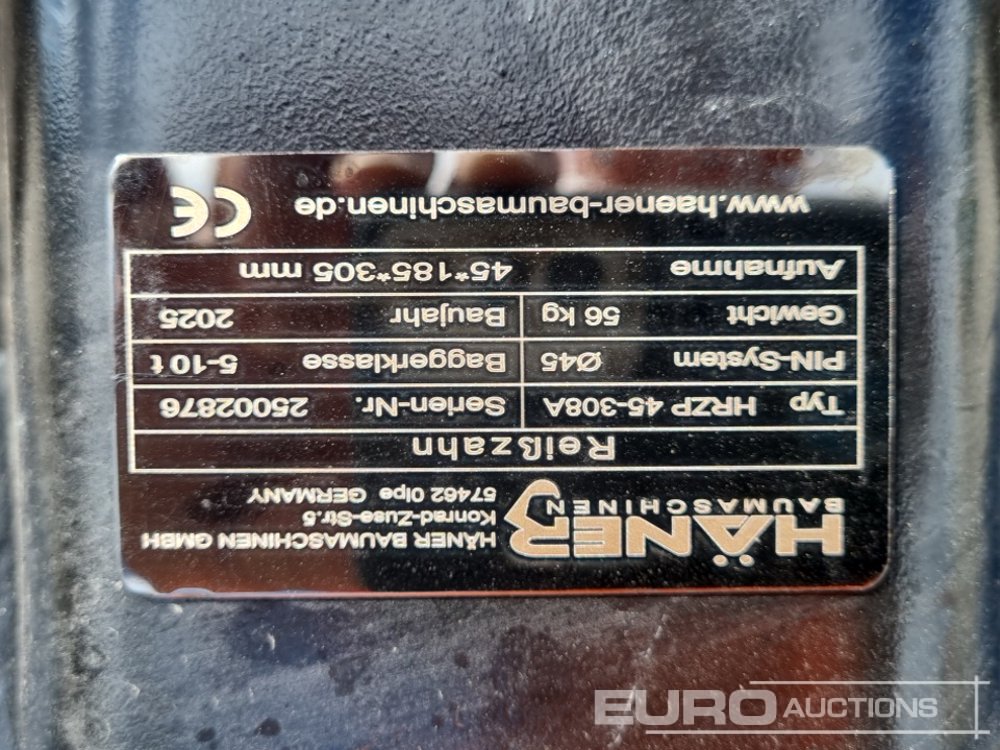 HÄNER
BAUMASCHINEN
HÄNER BAUMASCHINEN GMBH
Konrad-Zuse-Str.5
57462 Olpe GERMANY
Reißzahn
Typ HRZP 45-308A Serien-Nr. 25002876
PIN-System Ø45 Baggerklasse 5-10 t
Gewicht 56 kg Baujahr 2025
Aufnahme 45*185*305 mm
www.haener-baumaschinen.de CE
EURO AUCTIONS